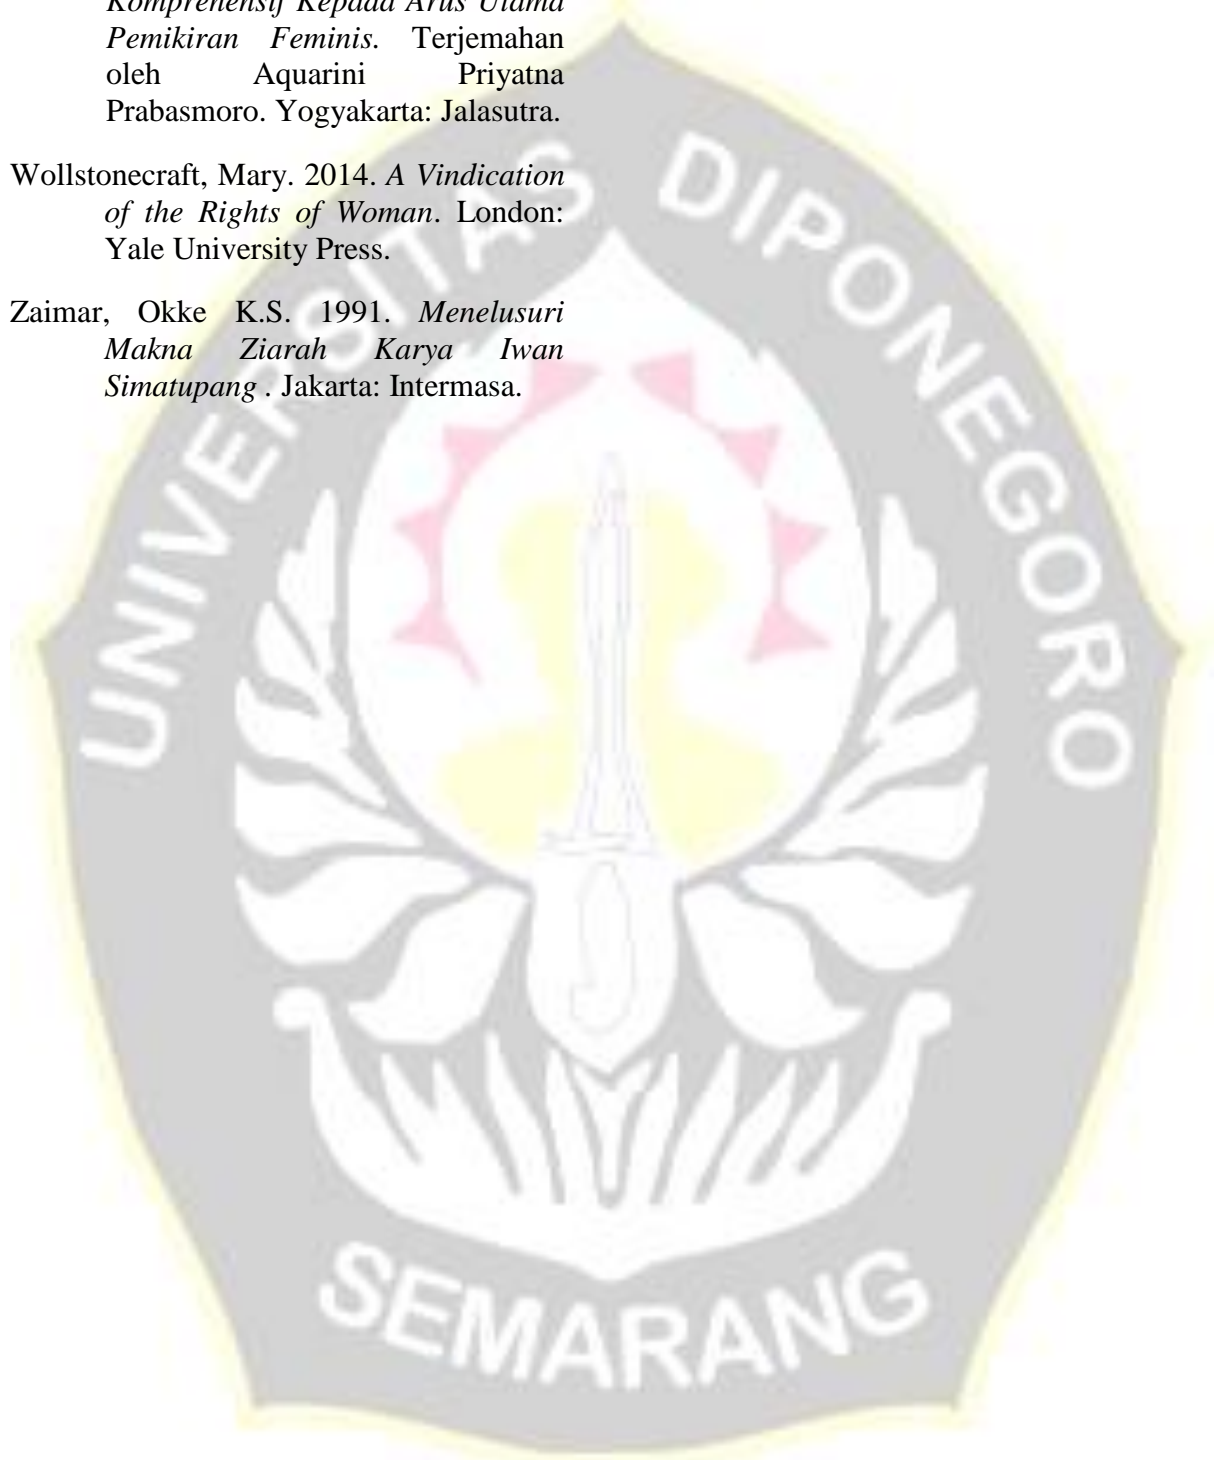 Komprehensif Kepada Arus Utama
Pemikiran Feminis. Terjemahan
oleh Aquarini Priyatna
Prabasmoro. Yogyakarta: Jalasutra.
Wollstonecraft, Mary. 2014. A Vindication
of the Rights of Woman. London:
Yale University Press.
Zaimar, Okke K.S. 1991. Menelusuri
Makna Ziarah Karya Iwan
Simatupang . Jakarta: Intermasa.
UNIVERSITAS DIPONEGORO
SEMARANG